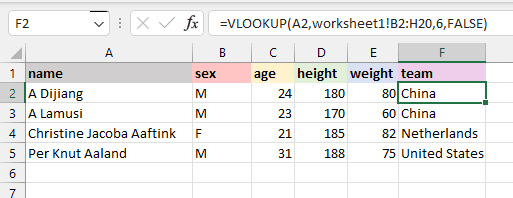 F2 fx =VLOOKUP(A2,worksheet1!B2:H20,6,FALSE)
A B C D E F
1 name sex age height weight team
2 A Dijiang M 24 180 80 China
3 A Lamusi M 23 170 60 China
4 Christine Jacoba Aaftink F 21 185 82 Netherlands
5 Per Knut Aaland M 31 188 75 United States
6
7